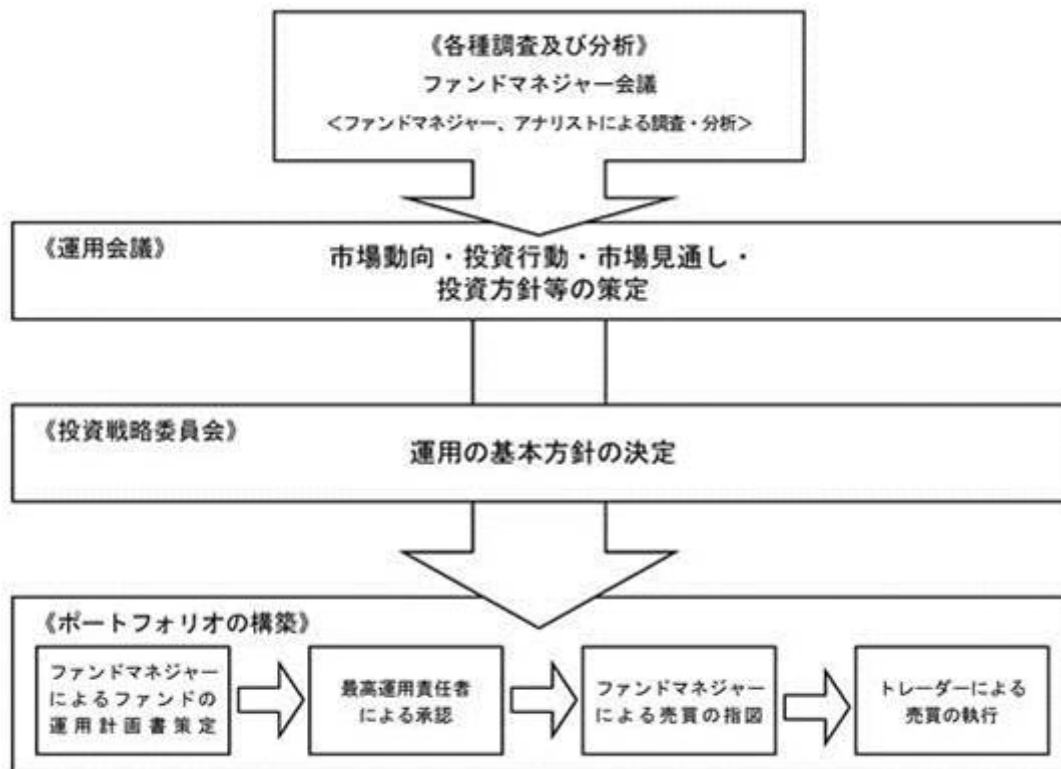 《各種調査及び分析》
ファンドマネジャー会議
＜ファンドマネジャー、アナリストによる調査・分析＞
《運用会議》
市場動向・投資行動・市場見通し・
投資方針等の策定
《投資戦略委員会》
運用の基本方針の決定
《ポートフォリオの構築》
ファンドマネジャー
によるファンドの
運用計画書策定
最高運用責任者
による承認
ファンドマネジャー
による売買の指図
トレーダーによる
売買の執行